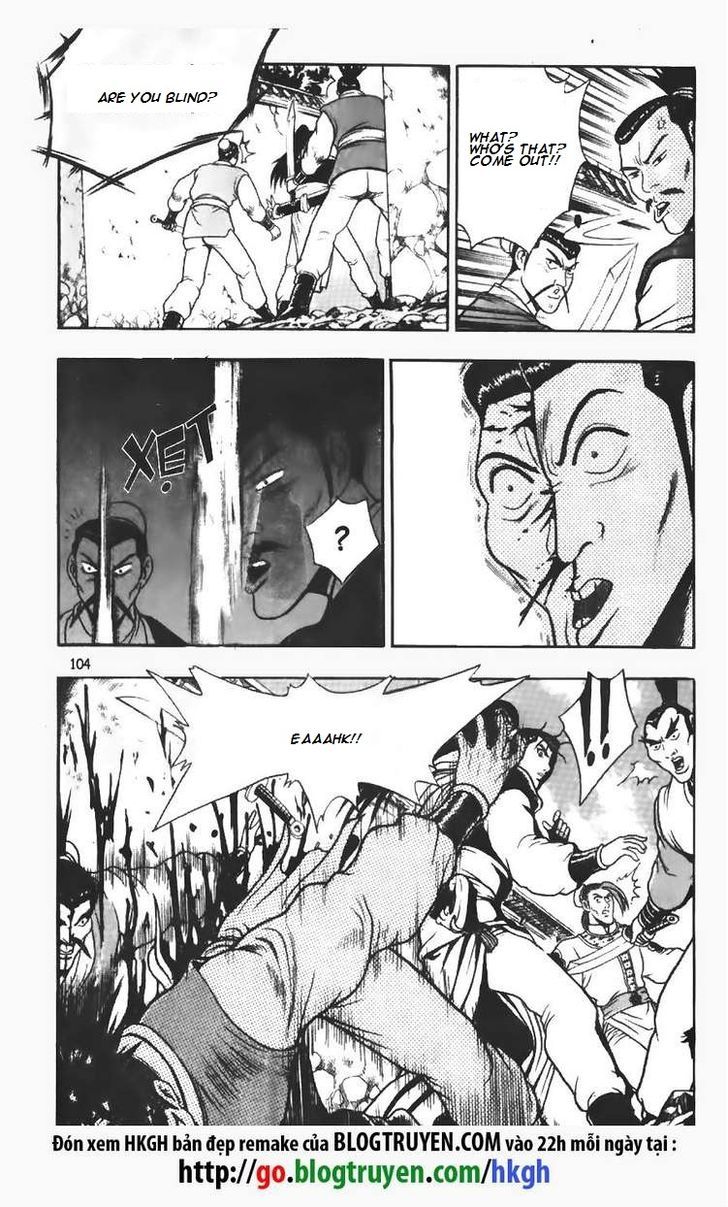 ARE YOU BLIND?
WHAT?
WHO'S THAT?
COME OUT!!
XẸT
?
104
EAAAHK!!
!!
Đón xem HKGH bản đẹp remake của BLOGTRUYEN.COM vào 22h mỗi ngày tại :
http://go.blogtruyen.com/hkgh